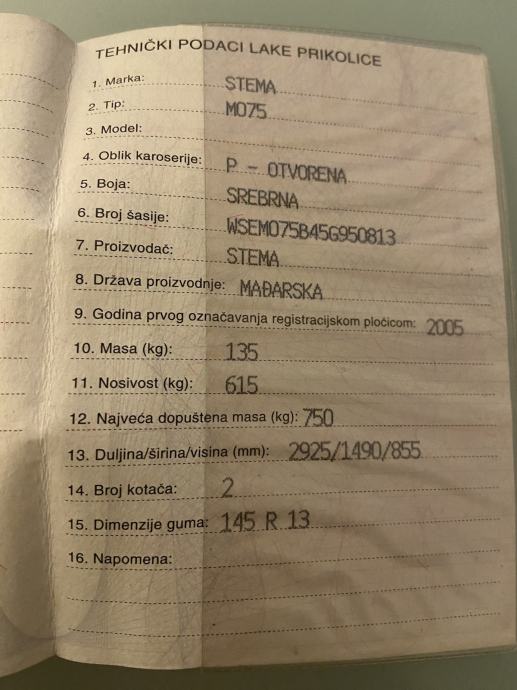 TEHNIČKI PODACI LAKE PRIKOLICE
1. Marka: STEMA
2. Tip: M075
3. Model:
4. Oblik karoserije: P - OTVORENA
5. Boja: SREBRNA
6. Broj šasije: WSEM075B45G950813
7. Proizvodač: STEMA
8. Država proizvodnje: MAĐARSKA
9. Godina prvog označavanja registracijskom pločicom: 2005
10. Masa (kg): 135
11. Nosivost (kg): 615
12. Najveća dopuštena masa (kg): 750
13. Duljina/širina/visina (mm): 2925/1490/855
14. Broj kotača: 2
15. Dimenzije guma: 145 R 13
16. Napomena: